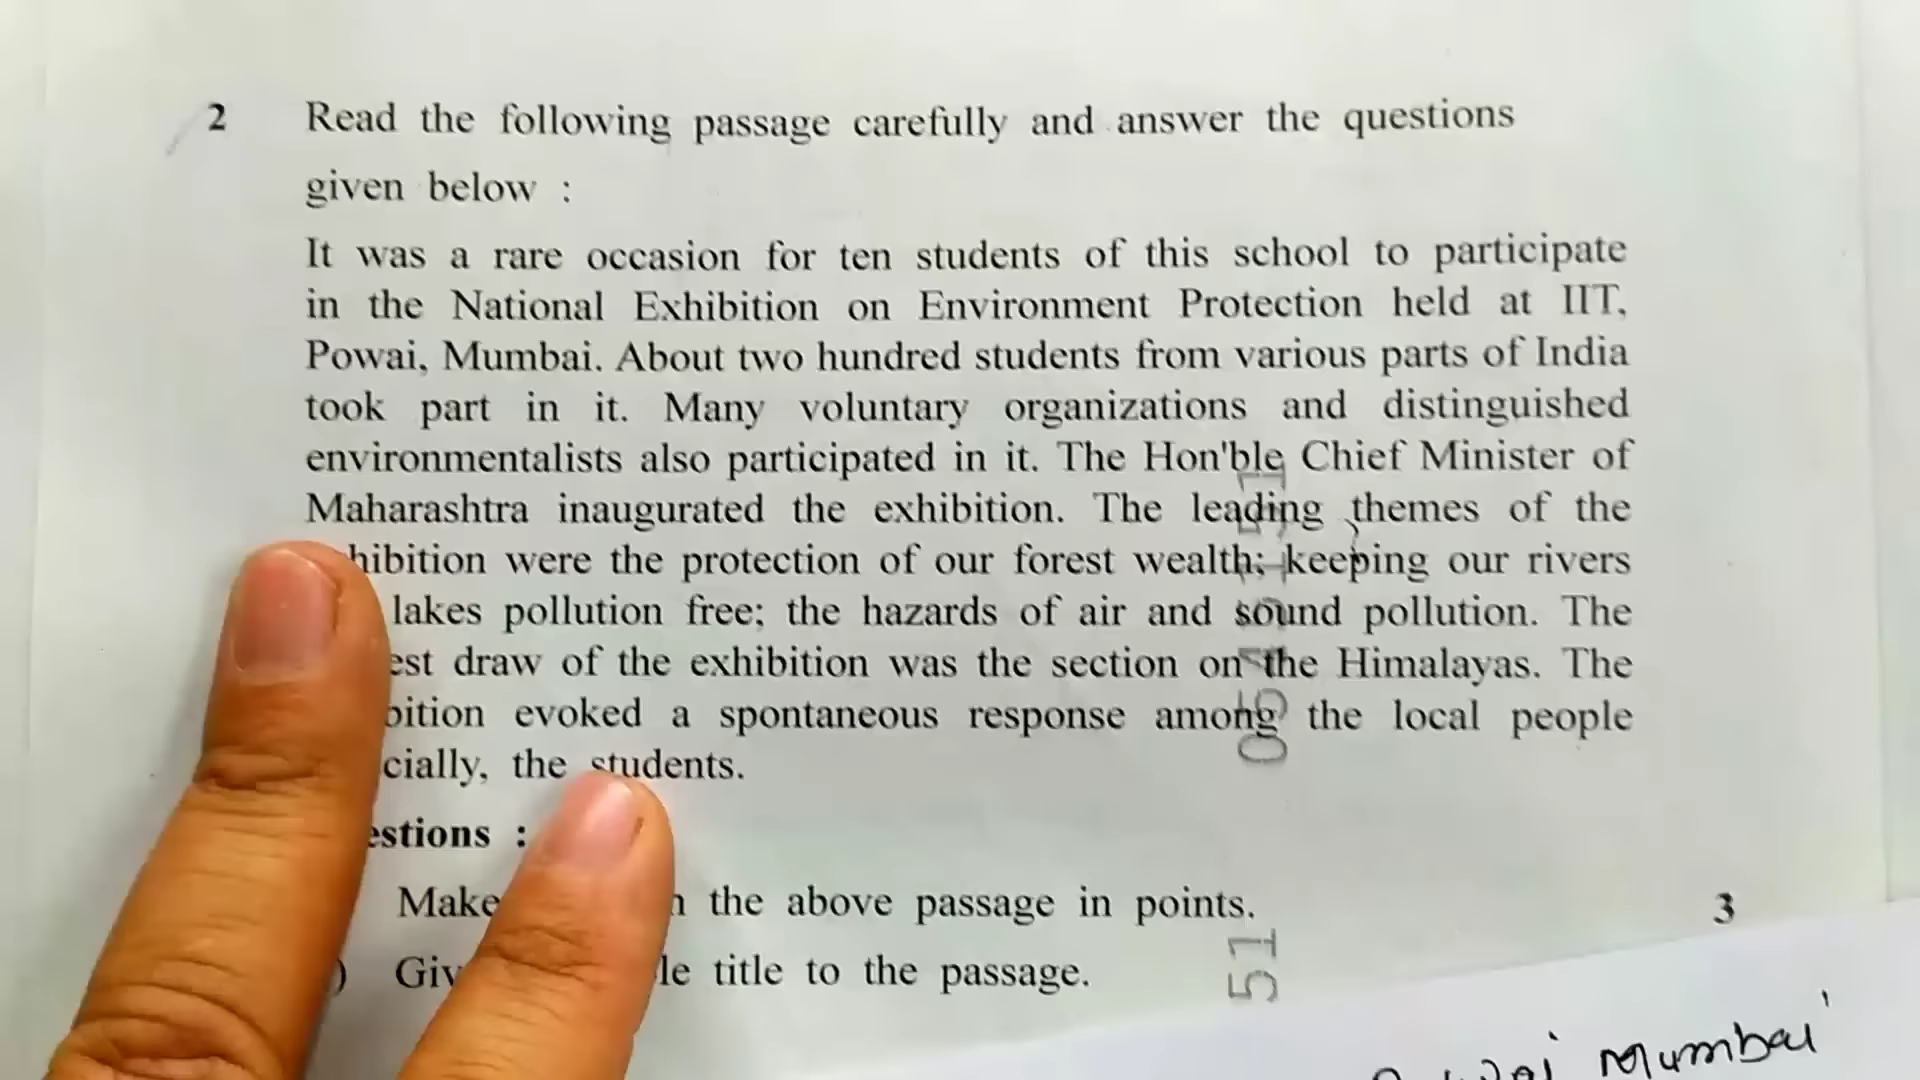 2 Read the following passage carefully and answer the questions
given below :
It was a rare occasion for ten students of this school to participate
in the National Exhibition on Environment Protection held at IIT,
Powai, Mumbai. About two hundred students from various parts of India
took part in it. Many voluntary organizations and distinguished
environmentalists also participated in it. The Hon'ble Chief Minister of
Maharashtra inaugurated the exhibition. The leading themes of the
hibition were the protection of our forest wealth; keeping our rivers
lakes pollution free; the hazards of air and sound pollution. The
est draw of the exhibition was the section on the Himalayas. The
bition evoked a spontaneous response among the local people
cially, the students.
estions :
Make the above passage in points. 3
) Giv le title to the passage.
51
Mumbai